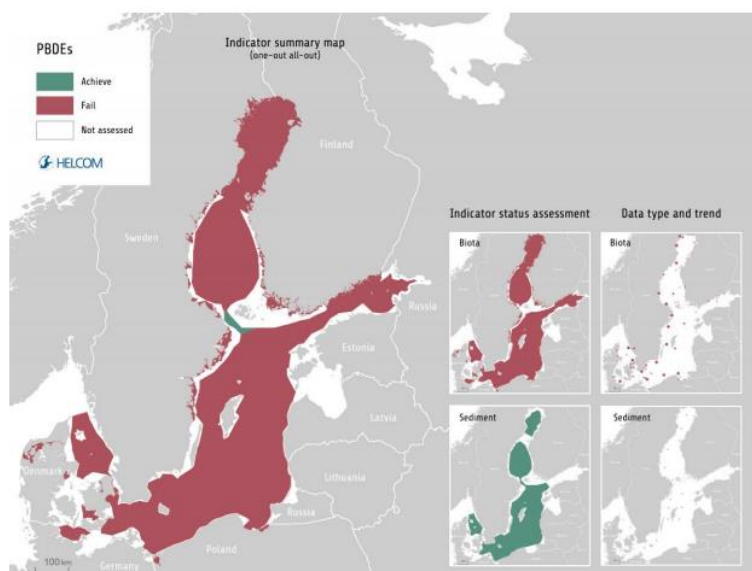 PBDEs
Achieve
Fail
Not assessed
HELCOM
Indicator summary map
(one-out all-out)
Finland
Sweden
Russia
Estonia
Latvia
Lithuania
Russia
Denmark
Poland
Germany
100 km
Indicator status assessment
Data type and trend
Biota
Biota
Sediment
Sediment